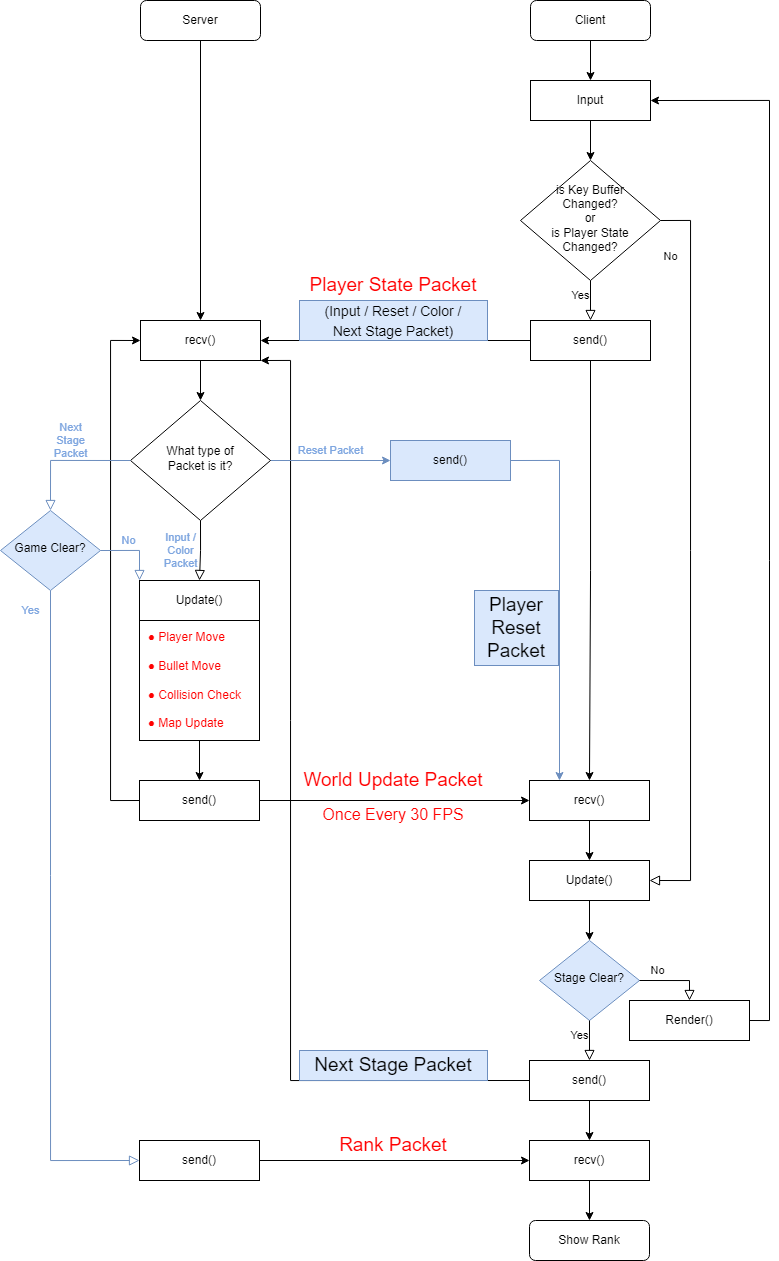 Server
Client
Input
is Key Buffer
Changed?
or
is Player State
Changed?
No
Yes
Player State Packet
(Input / Reset / Color /
Next Stage Packet)
recv()
send()
Next
Stage
Packet
What type of
Packet is it?
Reset Packet
send()
Game Clear?
No
Input /
Color
Packet
Yes
Update()
● Player Move
● Bullet Move
● Collision Check
● Map Update
Player
Reset
Packet
World Update Packet
send()
Once Every 30 FPS
recv()
Update()
Stage Clear?
No
Render()
Yes
Next Stage Packet
send()
Rank Packet
send()
recv()
Show Rank